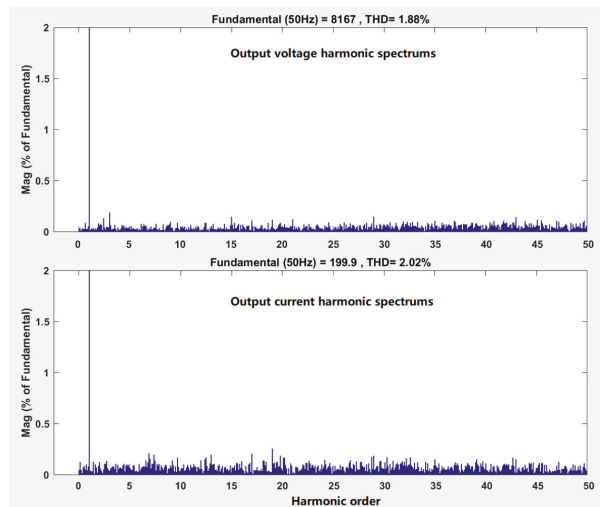 Fundamental (50Hz) = 8167 , THD= 1.88%
Output voltage harmonic spectrums
Mag (% of Fundamental)
2
1.5
1
0.5
0
0 5 10 15 20 25 30 35 40 45 50
Fundamental (50Hz) = 199.9 , THD= 2.02%
Output current harmonic spectrums
Mag (% of Fundamental)
2
1.5
1
0.5
0
0 5 10 15 20 25 30 35 40 45 50
Harmonic order